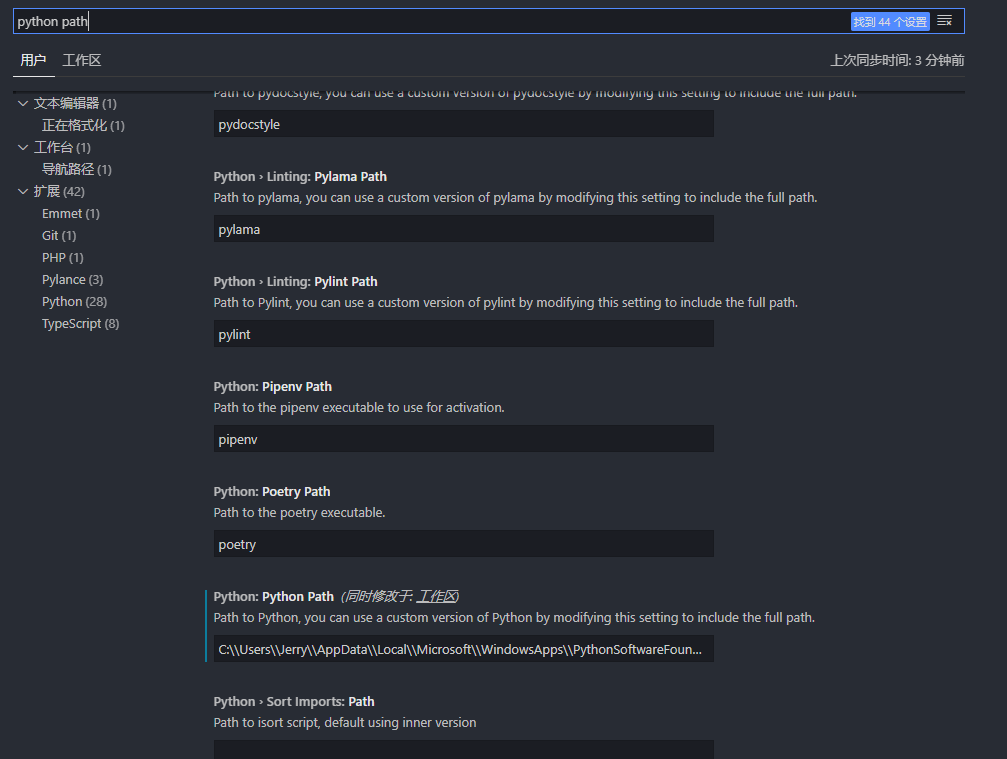 python path
找到 44 个设置
用户 工作区
上次同步时间: 3 分钟前
文本编辑器 (1)
正在格式化 (1)
工作台 (1)
导航路径 (1)
扩展 (42)
Emmet (1)
Git (1)
PHP (1)
Pylance (3)
Python (28)
TypeScript (8)
Path to pydocstyle, you can use a custom version of pydocstyle by modifying this setting to include the full path.
pydocstyle
Python › Linting: Pylama Path
Path to pylama, you can use a custom version of pylama by modifying this setting to include the full path.
pylama
Python › Linting: Pylint Path
Path to Pylint, you can use a custom version of pylint by modifying this setting to include the full path.
pylint
Python: Pipenv Path
Path to the pipenv executable to use for activation.
pipenv
Python: Poetry Path
Path to the poetry executable.
poetry
Python: Python Path (同时修改于: 工作区)
Path to Python, you can use a custom version of Python by modifying this setting to include the full path.
C:\\Users\\Jerry\\AppData\\Local\\Microsoft\\WindowsApps\\PythonSoftwareFoun...
Python › Sort Imports: Path
Path to isort script, default using inner version